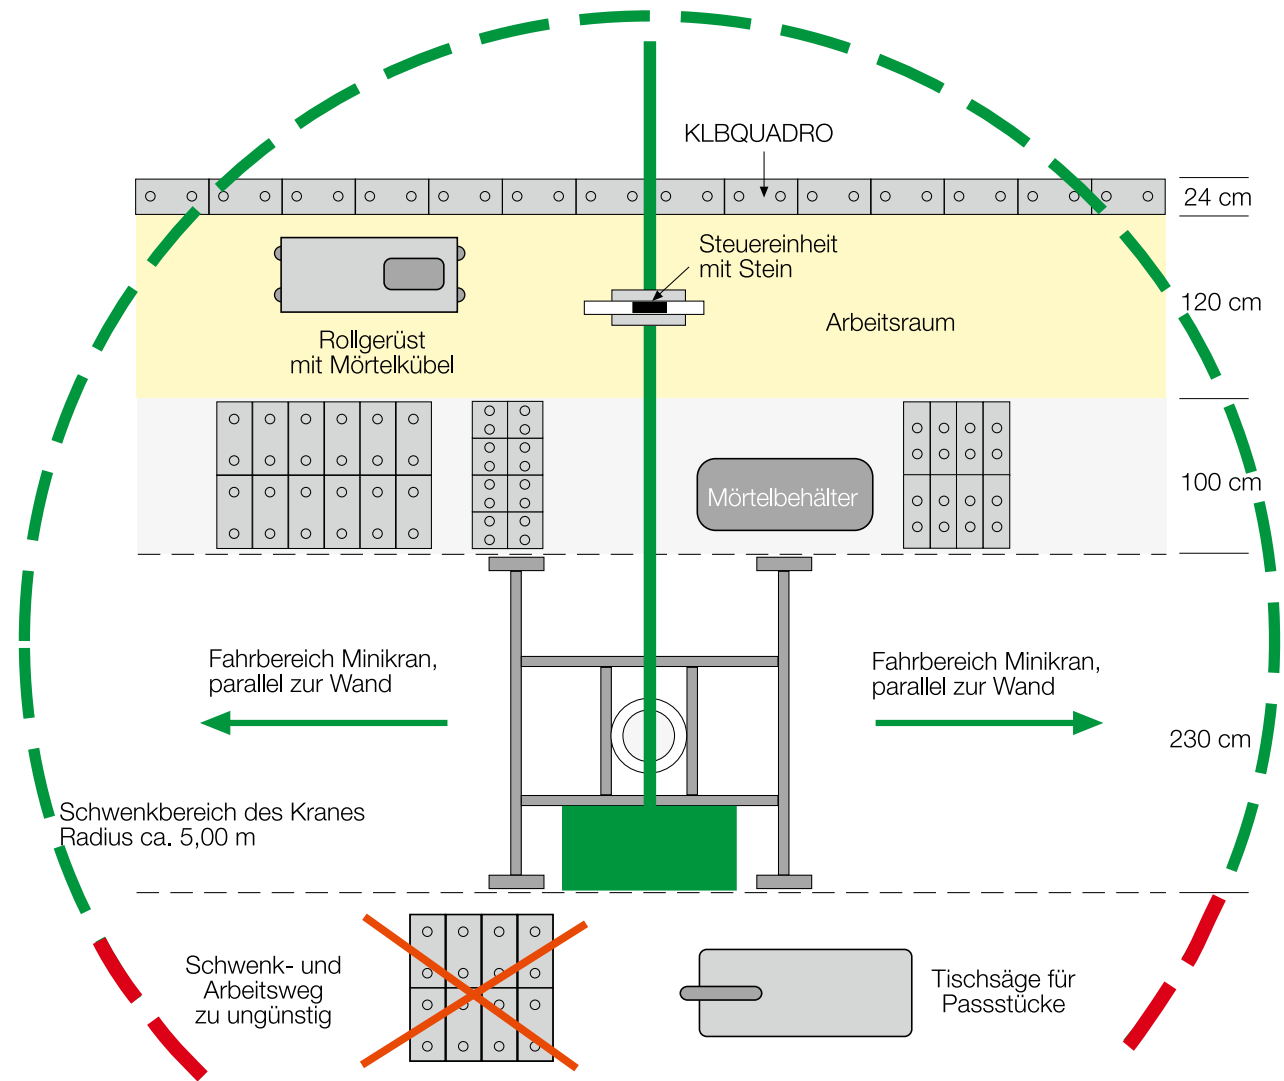 KLBQUADRO
24 cm
Steuereinheit
mit Stein
120 cm
Arbeitsraum
Rollgerüst
mit Mörtelkübel
100 cm
Mörtelbehälter
Fahrbereich Minikran,
parallel zur Wand
Fahrbereich Minikran,
parallel zur Wand
230 cm
Schwenkbereich des Kranes
Radius ca. 5,00 m
Schwenk- und
Arbeitsweg
zu ungünstig
Tischsäge für
Passstücke